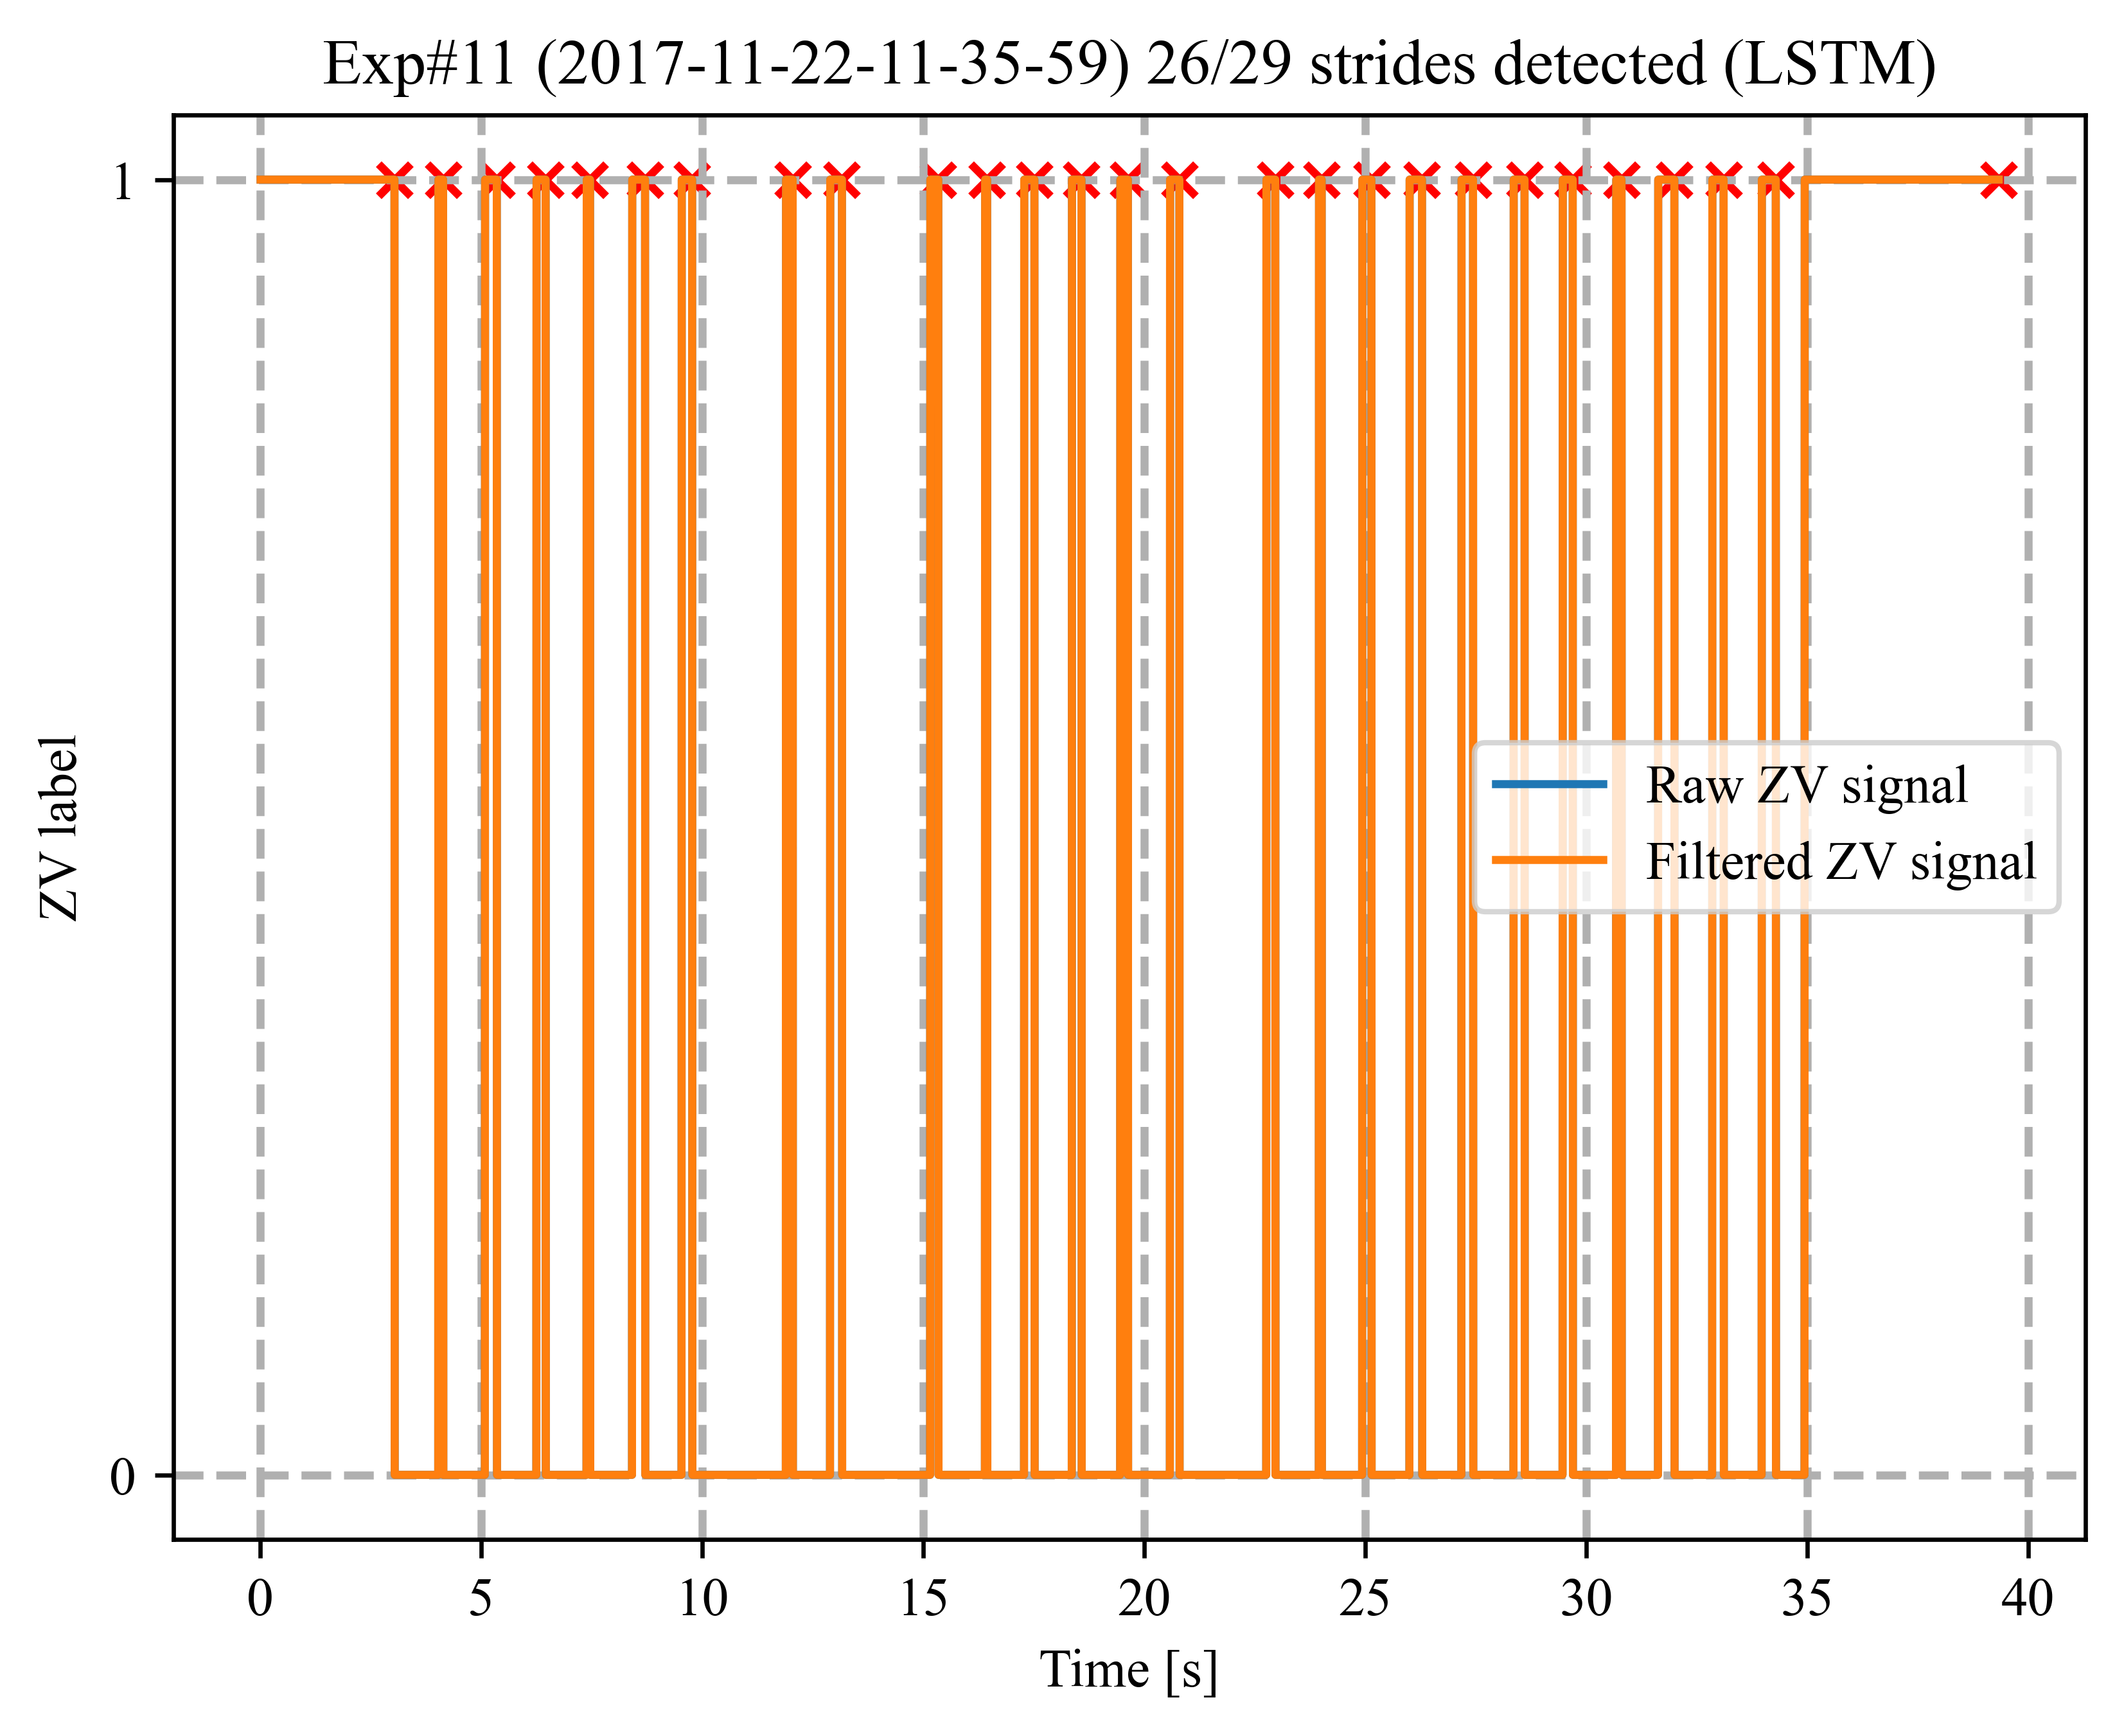 Exp#11 (2017-11-22-11-35-59) 26/29 strides detected (LSTM)
1
ZV label
Raw ZV signal
Filtered ZV signal
0
0 5 10 15 20 25 30 35 40
Time [s]